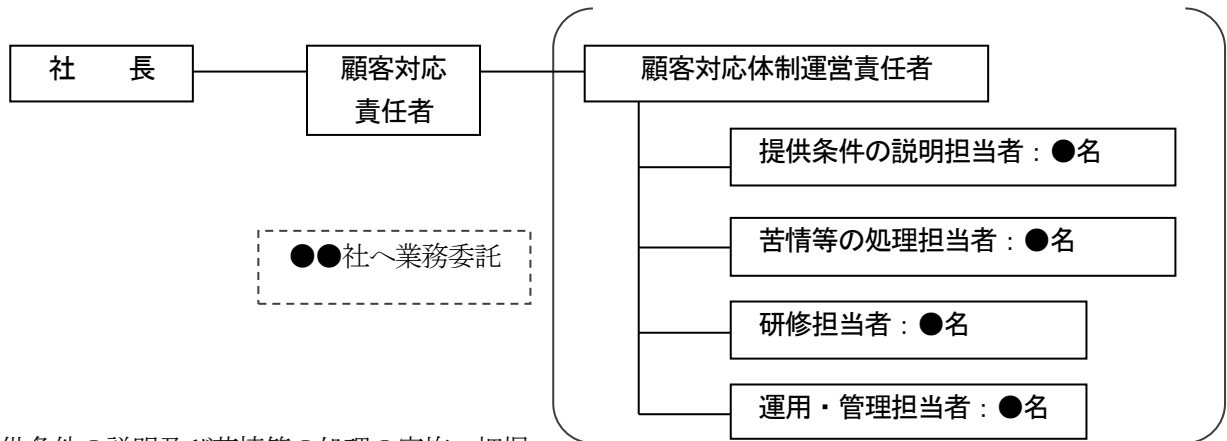 社　　長
顧客対応
責任者
顧客対応体制運営責任者
提供条件の説明担当者：●名
苦情等の処理担当者：●名
●●社へ業務委託
研修担当者：●名
運用・管理担当者：●名